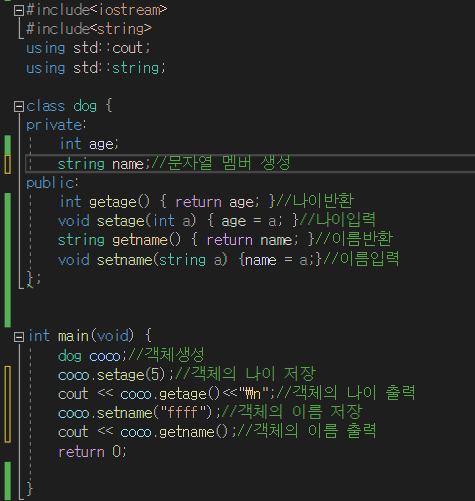 #include<iostream>
#include<string>
using std::cout;
using std::string;
class dog {
private:
int age;
string name;//문자열 멤버 생성
public:
int getage() { return age; }//나이반환
void setage(int a) { age = a; }//나이입력
string getname() { return name; }//이름반환
void setname(string a) {name = a;}//이름입력
};
int main(void) {
dog coco;//객체생성
coco.setage(5);//객체의 나이 저장
cout << coco.getage()<<"₩n";//객체의 나이 출력
coco.setname("ffff");//객체의 이름 저장
cout << coco.getname();//객체의 이름 출력
return 0;
}